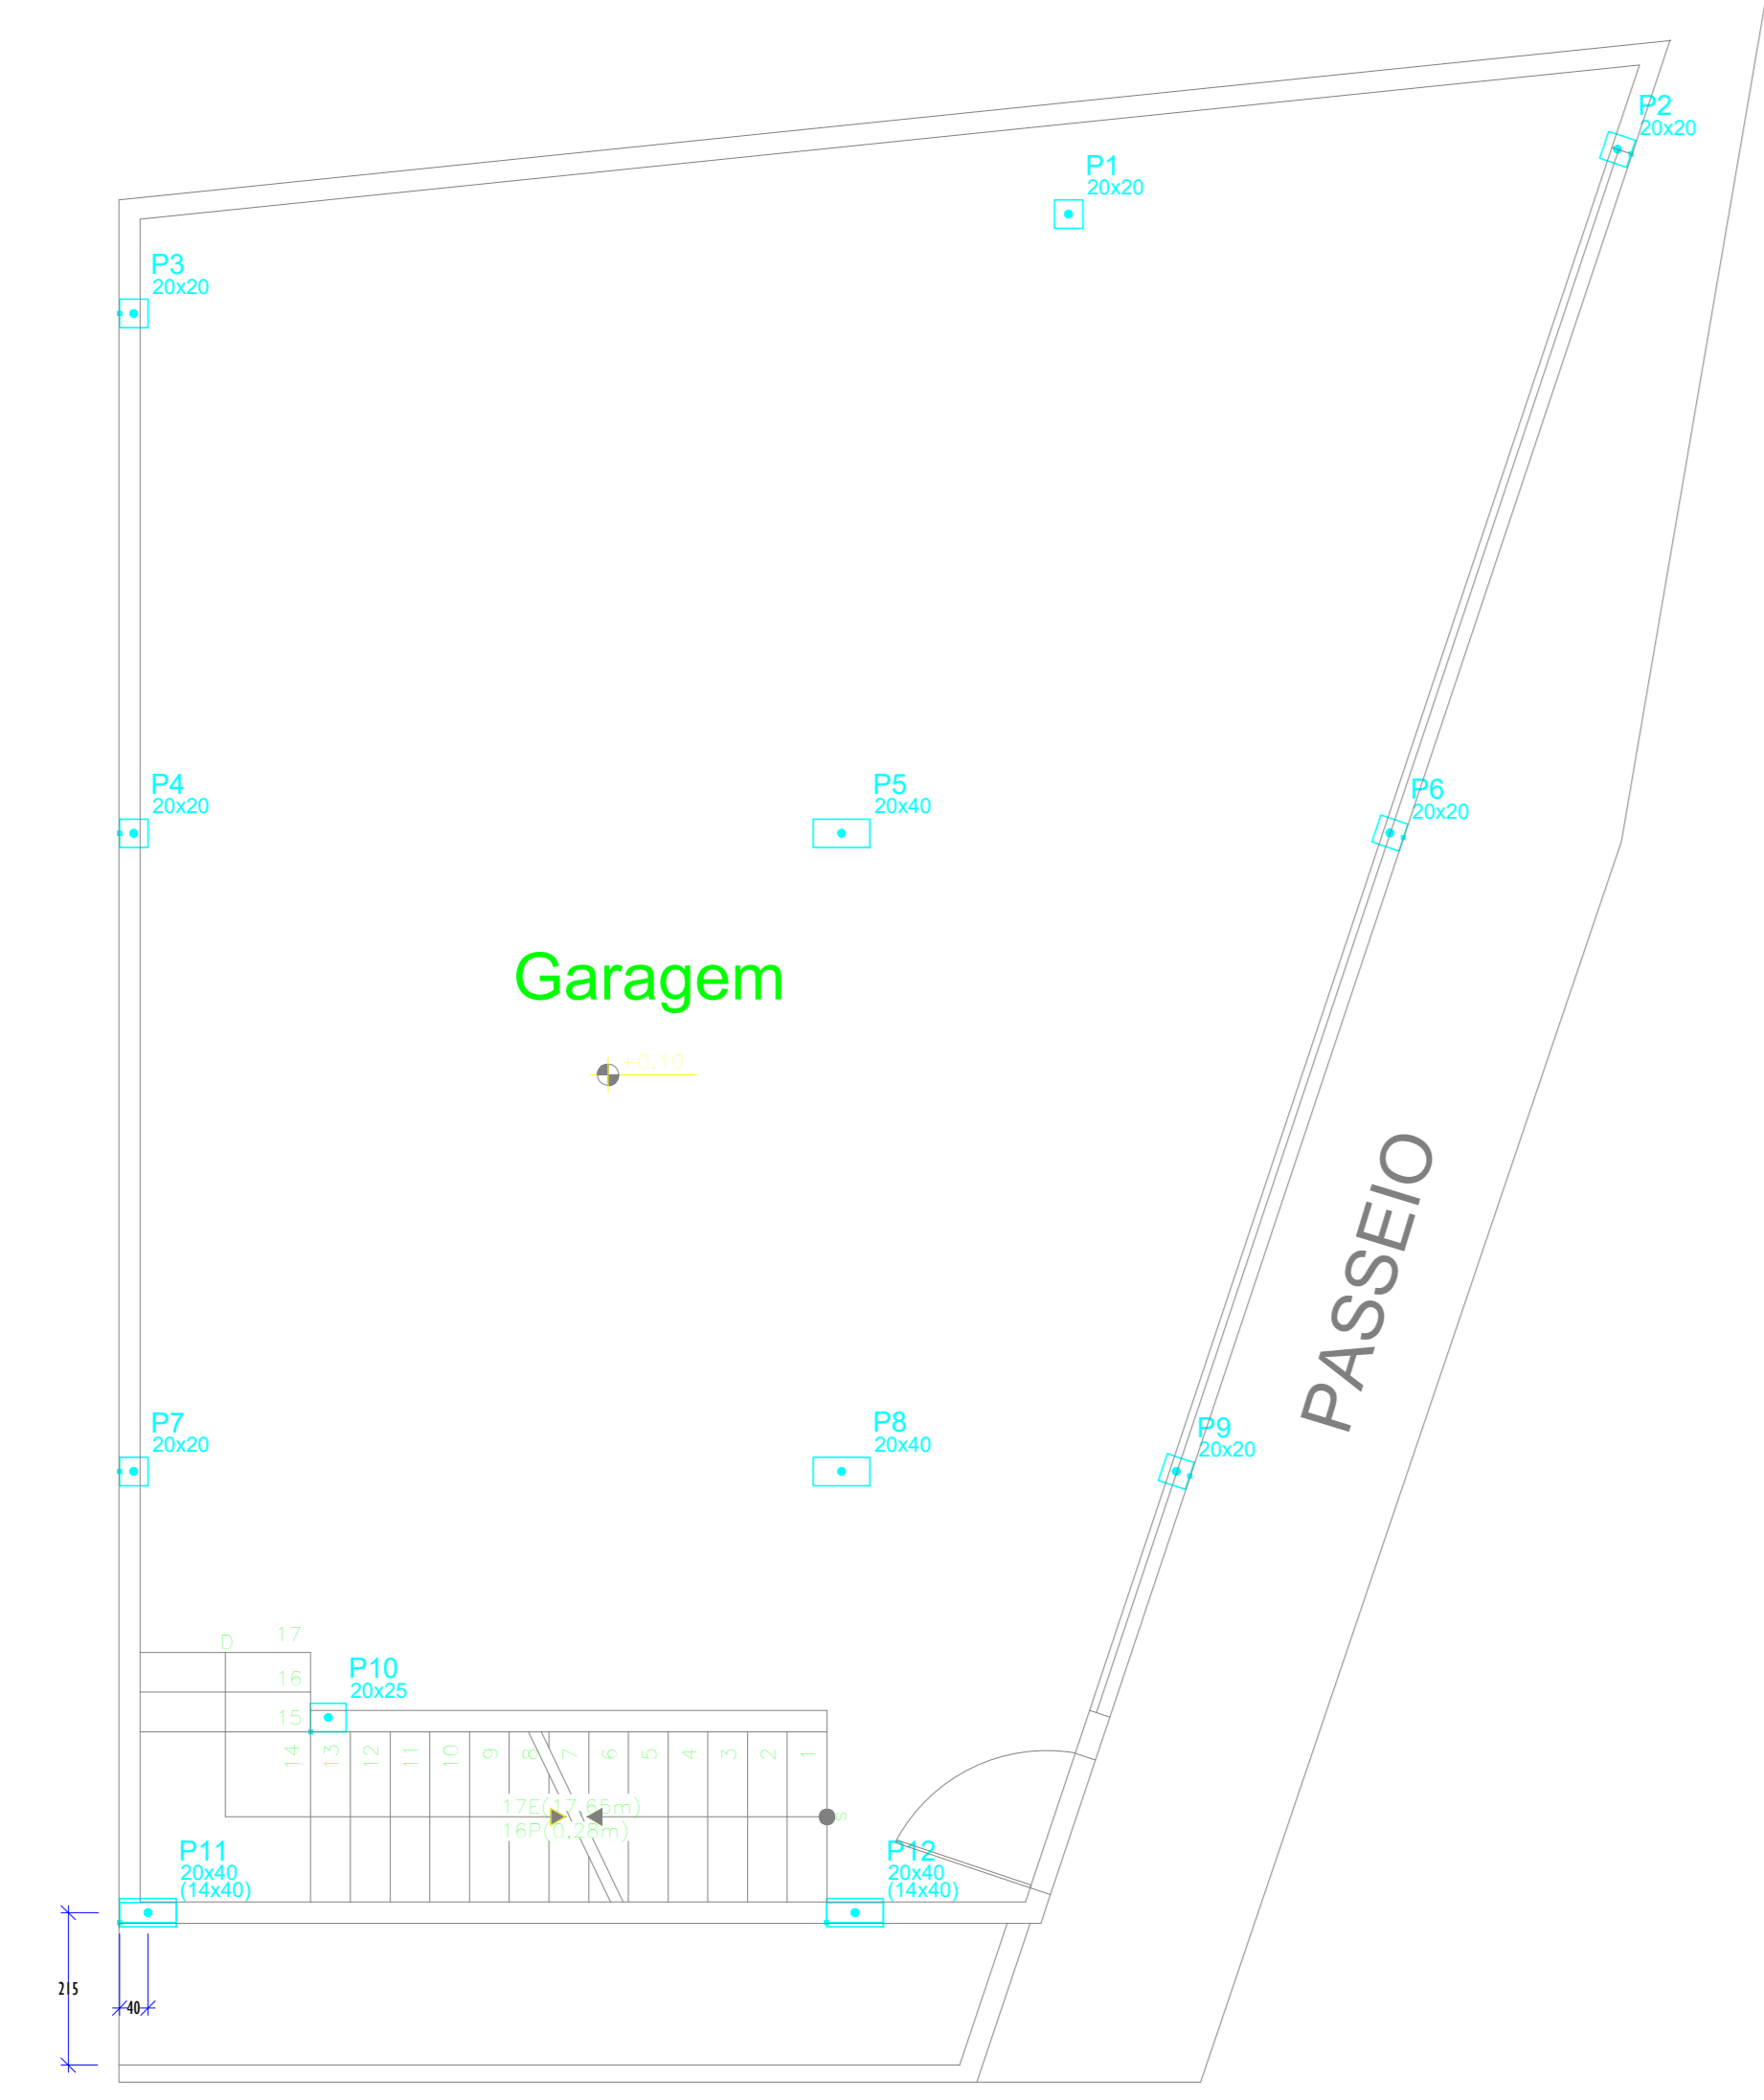 P2
20x20
P1
20x20
P3
20x20
P4
20x20
P5
20x40
P6
20x20
Garagem
+0,10
PASSEIO
P7
20x20
P8
20x40
P9
20x20
D
17
16
15
P10
20x25
14
13
12
11
10
9
8
7
6
5
4
3
2
1
17E(17,65m)
16P(0,28m)
S
P11
20x40
(14x40)
P12
20x40
(14x40)
215
40